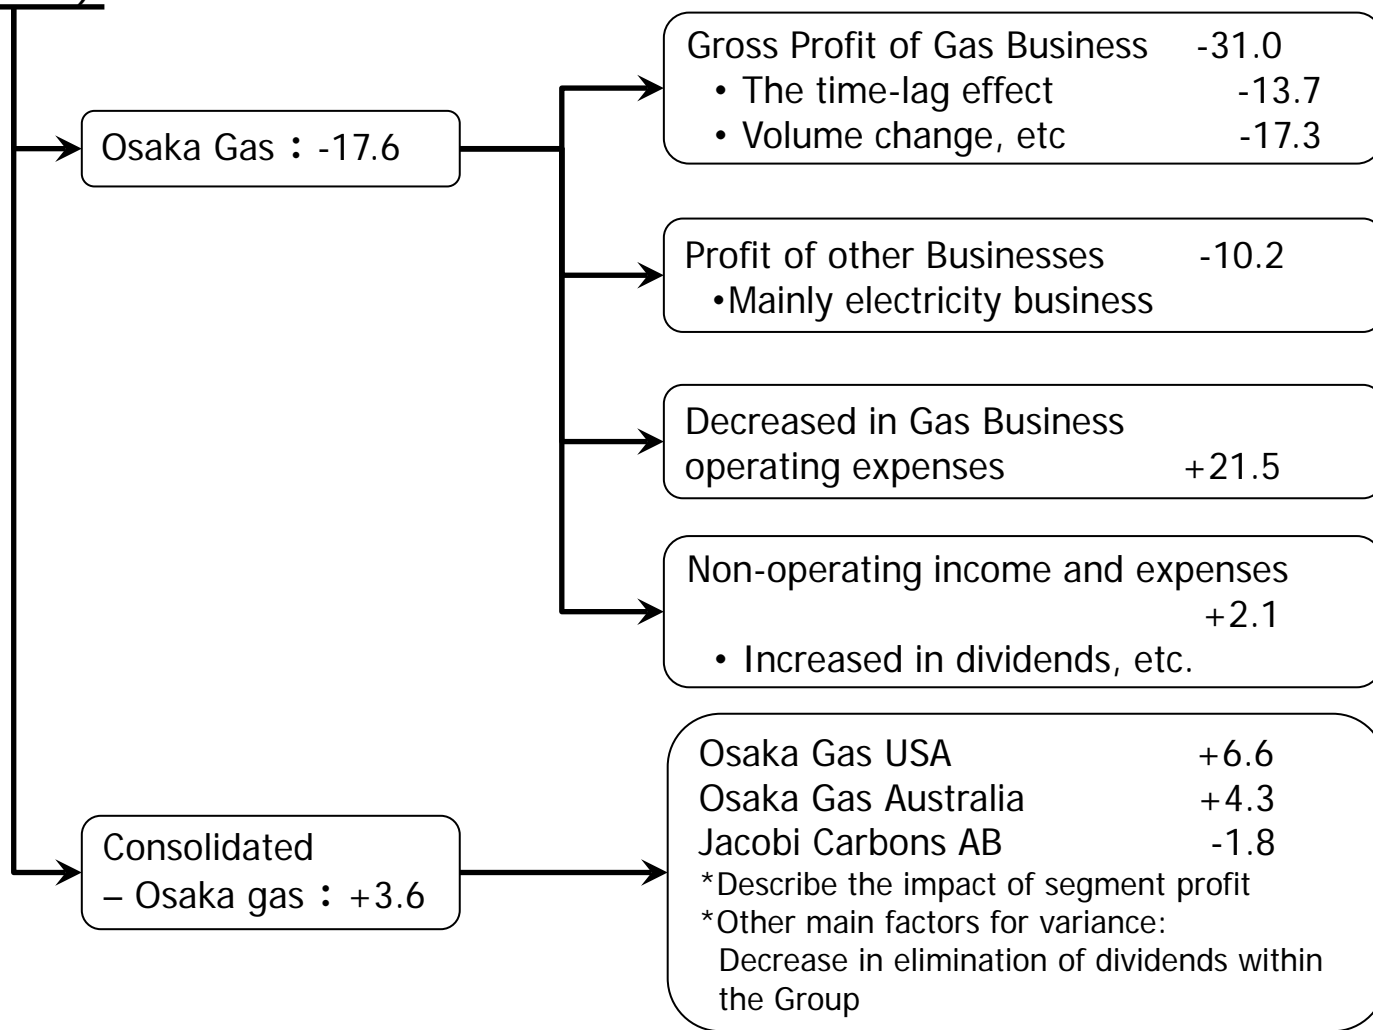 Gross Profit of Gas Business -31.0
• The time-lag effect -13.7
• Volume change, etc -17.3
Osaka Gas : -17.6
Profit of other Businesses -10.2
•Mainly electricity business
Decreased in Gas Business
operating expenses +21.5
Non-operating income and expenses
+2.1
• Increased in dividends, etc.
Consolidated
– Osaka gas : +3.6
Osaka Gas USA +6.6
Osaka Gas Australia +4.3
Jacobi Carbons AB -1.8
*Describe the impact of segment profit
*Other main factors for variance:
Decrease in elimination of dividends within
the Group